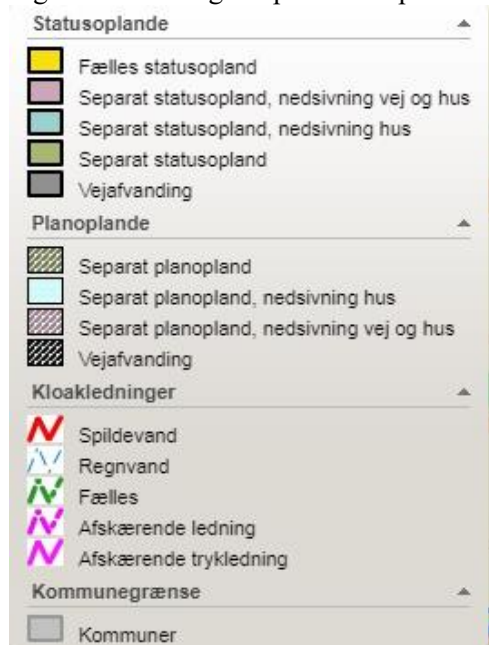 Statusoplande
Fælles statusopland
Separat statusopland, nedsivning vej og hus
Separat statusopland, nedsivning hus
Separat statusopland
Vejafvanding
Planoplande
Separat planopland
Separat planopland, nedsivning hus
Separat planopland, nedsivning vej og hus
Vejafvanding
Kloakledninger
Spildevand
Regnvand
Fælles
Afskærende ledning
Afskærende trykledning
Kommunegrænse
Kommuner